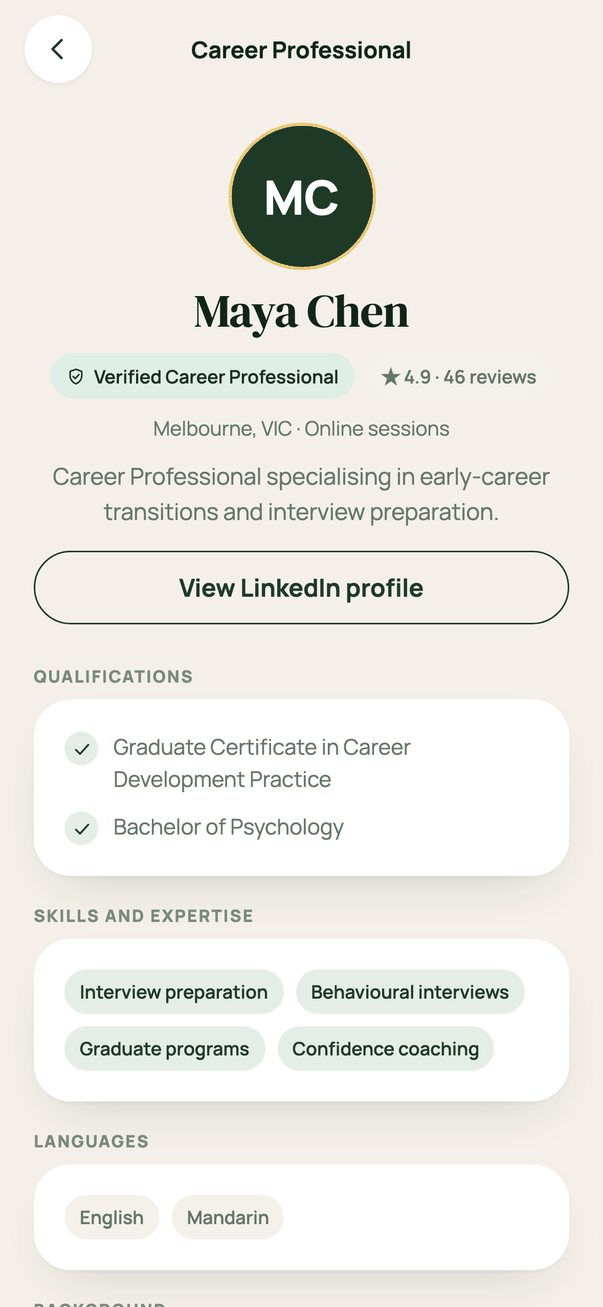 Career Professional
MC
Maya Chen
Verified Career Professional
★ 4.9 · 46 reviews
Melbourne, VIC · Online sessions
Career Professional specialising in early-career
transitions and interview preparation.
View LinkedIn profile
QUALIFICATIONS
Graduate Certificate in Career
Development Practice
Bachelor of Psychology
SKILLS AND EXPERTISE
Interview preparation
Behavioural interviews
Graduate programs
Confidence coaching
LANGUAGES
English
Mandarin
BACKGROUND